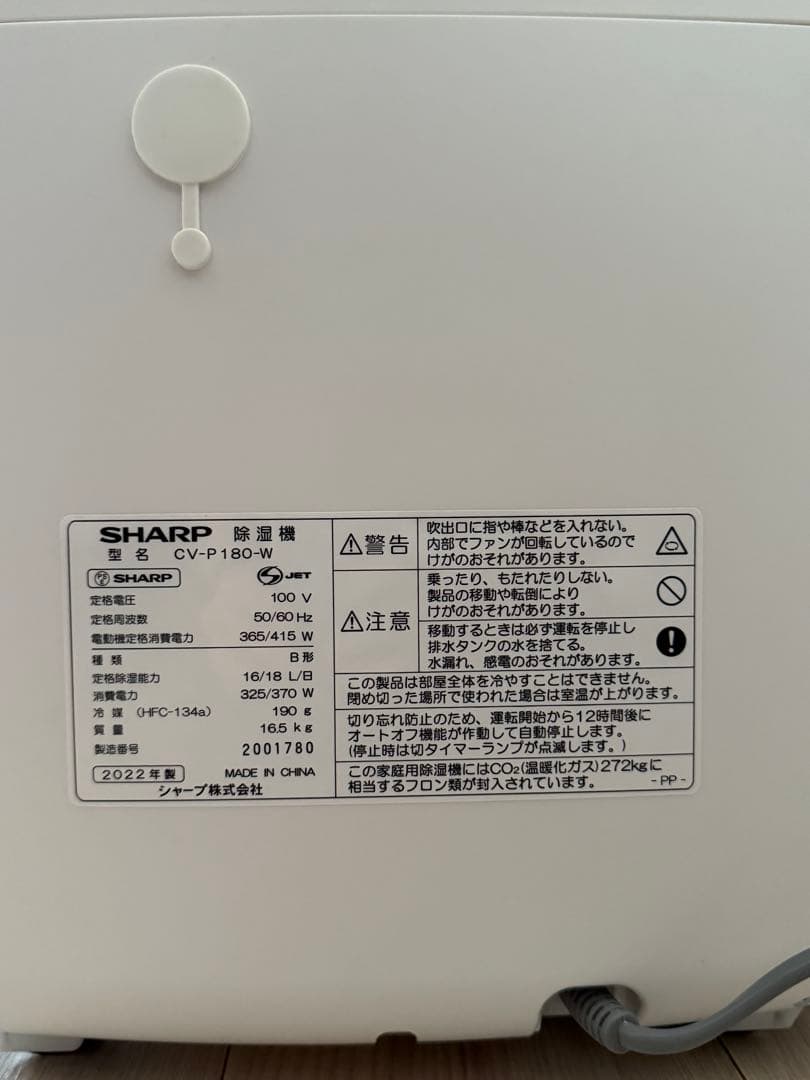 SHARP 除湿機
型名 CV-P180-W
SHARP JET
定格電圧 100 V
定格周波数 50/60 Hz
電動機定格消費電力 365/415 W
種類 B形
定格除湿能力 16/18 L/日
消費電力 325/370 W
冷媒 (HFC-134a) 190 g
質量 16.5 kg
製造番号 2001780
2022年製 MADE IN CHINA
シャープ株式会社
警告
吹出口に指や棒などを入れない。
内部でファンが回転しているので
けがのおそれがあります。
注意
乗ったり、もたれたりしない。
製品の移動や転倒により
けがのおそれがあります。
移動するときは必ず運転を停止し
排水タンクの水を捨てる。
水漏れ、感電のおそれがあります。
この製品は部屋全体を冷やすことはできません。
閉め切った場所で使われた場合は室温が上がります。
切り忘れ防止のため、運転開始から12時間後に
オートオフ機能が作動して自動停止します。
(停止時は切タイマーランプが点滅します。)
この家庭用除湿機にはCO₂(温暖化ガス)272kgに
相当するフロン類が封入されています。 -PP-